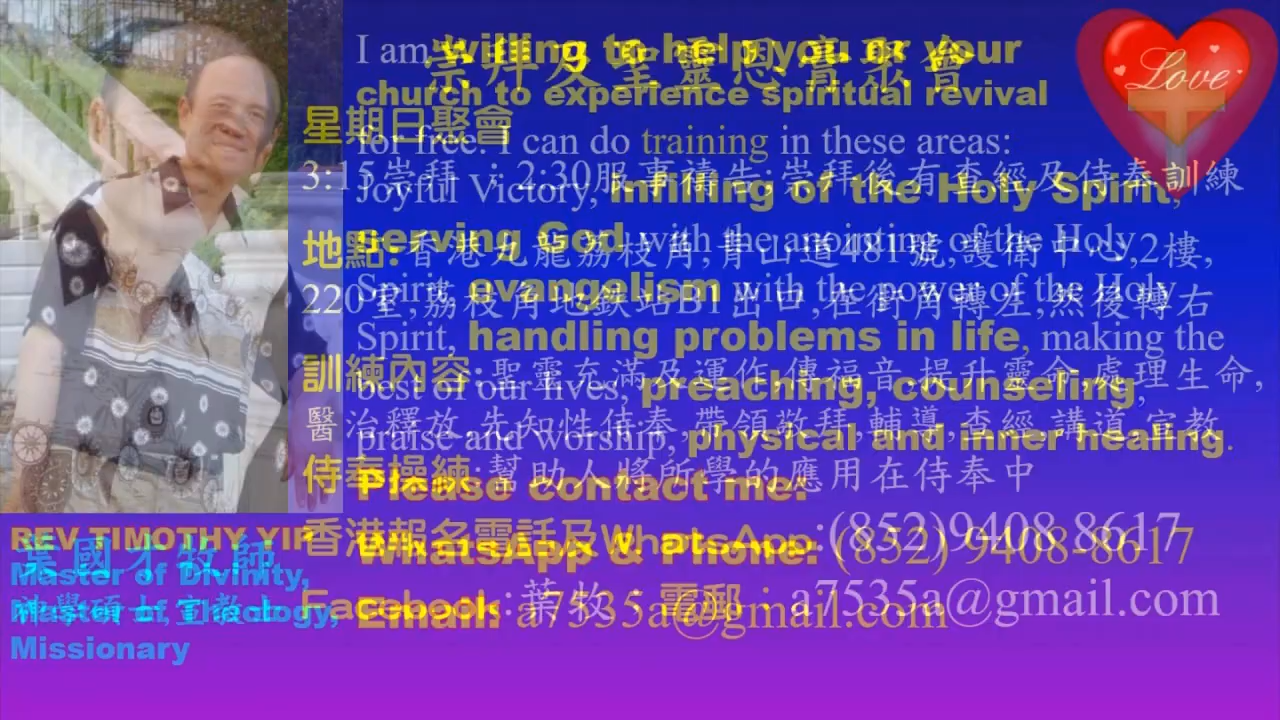 Love
I am willing to help you or your
church to experience spiritual revival
for free. I can do training in these areas:
Joyful Victory, Infilling of the Holy Spirit,
serving God with the anointing of the Holy
Spirit, evangelism with the power of the Holy
Spirit, handling problems in life, making the
best of our lives, preaching, counseling,
praise and worship, physical and inner healing.
Please contact me:
WhatsApp & Phone: (852) 9408-8617
Email: a7535a@gmail.com
崇拜及聖靈恩膏聚會
星期日聚會
3:15崇拜 ; 2:30服事禱告;崇拜後有查經及侍奉訓練
地點:香港九龍荔枝角,青山道481號,護衛中心,2樓,
220室,荔枝角地鐵站B1出口,在街角轉左,然後轉右
訓練內容:聖靈充滿及運作,傳福音,提升靈命,處理生命,
醫治釋放,先知性侍奉,帶領敬拜,輔導,查經,講道,宣教
侍奉操練:幫助人將所學的應用在侍奉中
香港報名電話及WhatsApp:(852)9408 8617
Facebook:葉牧;電郵:a7535a@gmail.com
REV TIMOTHY YIP
Master of Divinity,
Master of Theology,
Missionary
葉國才牧師
神學碩士,宣教士